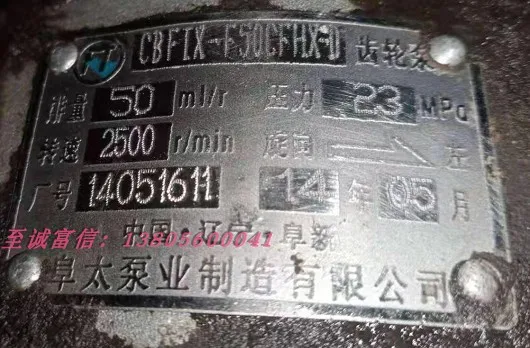 CBFTX-F50CFHX-D 齿轮泵
排量 50 ml/r 压力 23 MPa
转速 2500 r/min 旋向 左
厂号 14051611 14 年 05 月
中国·辽宁·阜新
至诚富信：13805600041
阜太泵业制造有限公司